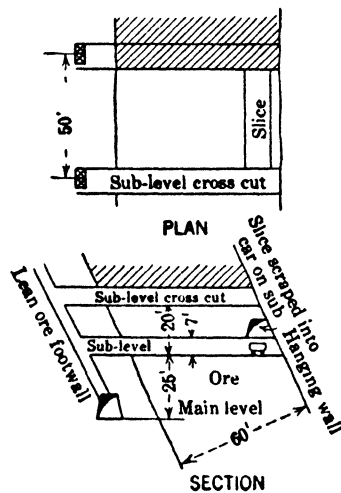 50'
Slice
Sub-level cross cut
PLAN
Lean ore footwall
Slice scraped into
car on sub
Hanging wall
Sub-level cross cut
20'
7'
Sub-level
25'
Ore
Main level
60'
SECTION